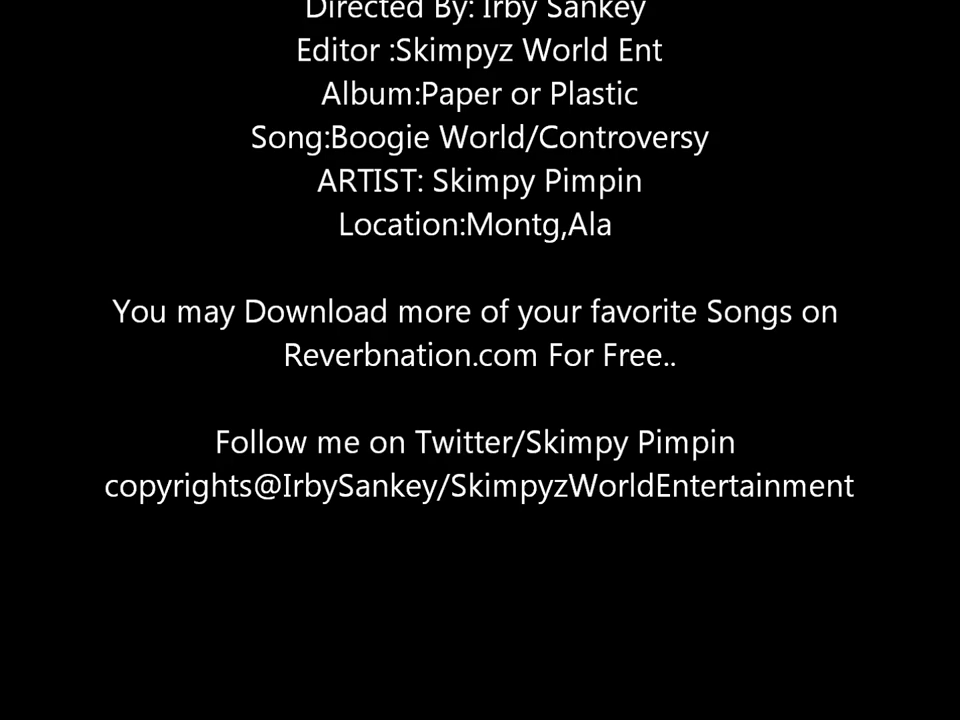 Directed By: Irby Sankey
Editor :Skimpyz World Ent
Album:Paper or Plastic
Song:Boogie World/Controversy
ARTIST: Skimpy Pimpin
Location:Montg,Ala
You may Download more of your favorite Songs on
Reverbnation.com For Free..
Follow me on Twitter/Skimpy Pimpin
copyrights@IrbySankey/SkimpyzWorldEntertainment